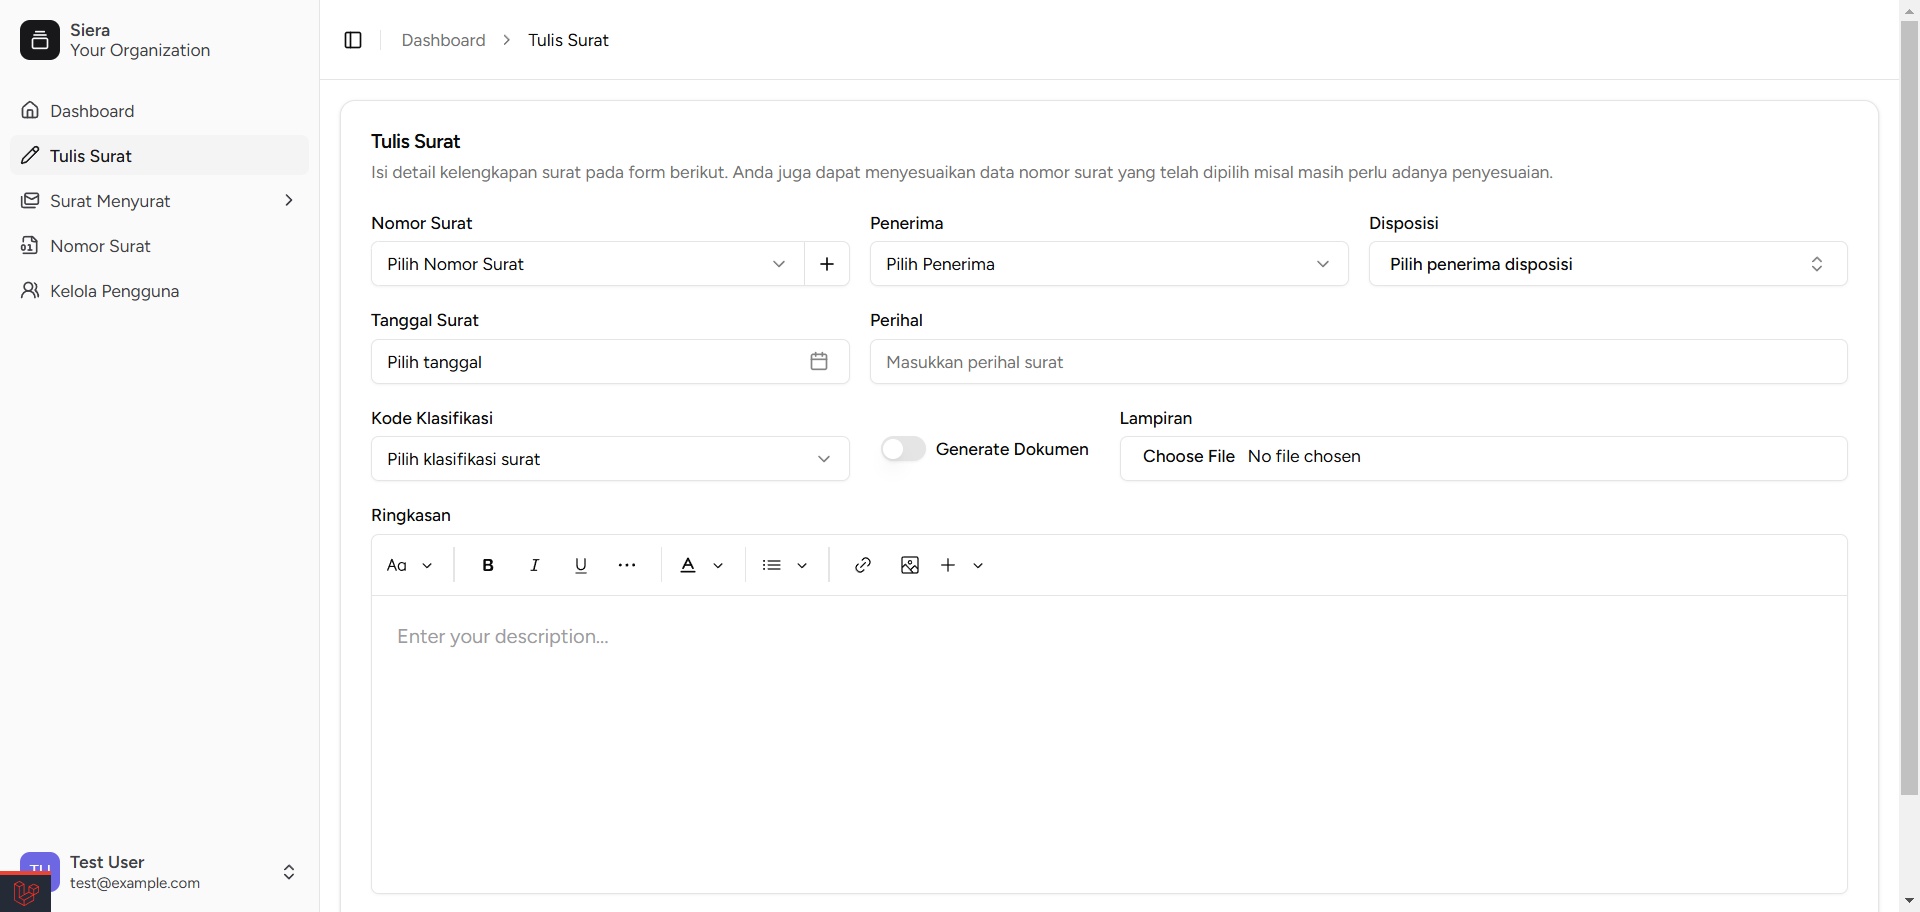 Siera
Your Organization
Dashboard
Tulis Surat
Surat Menyurat
Nomor Surat
Kelola Pengguna
Test User
test@example.com
Dashboard > Tulis Surat
Tulis Surat
Isi detail kelengkapan surat pada form berikut. Anda juga dapat menyesuaikan data nomor surat yang telah dipilih misal masih perlu adanya penyesuaian.
Nomor Surat
Pilih Nomor Surat
Penerima
Pilih Penerima
Disposisi
Pilih penerima disposisi
Tanggal Surat
Pilih tanggal
Perihal
Masukkan perihal surat
Kode Klasifikasi
Pilih klasifikasi surat
Generate Dokumen
Lampiran
Choose File No file chosen
Ringkasan
Aa B I U A
Enter your description...